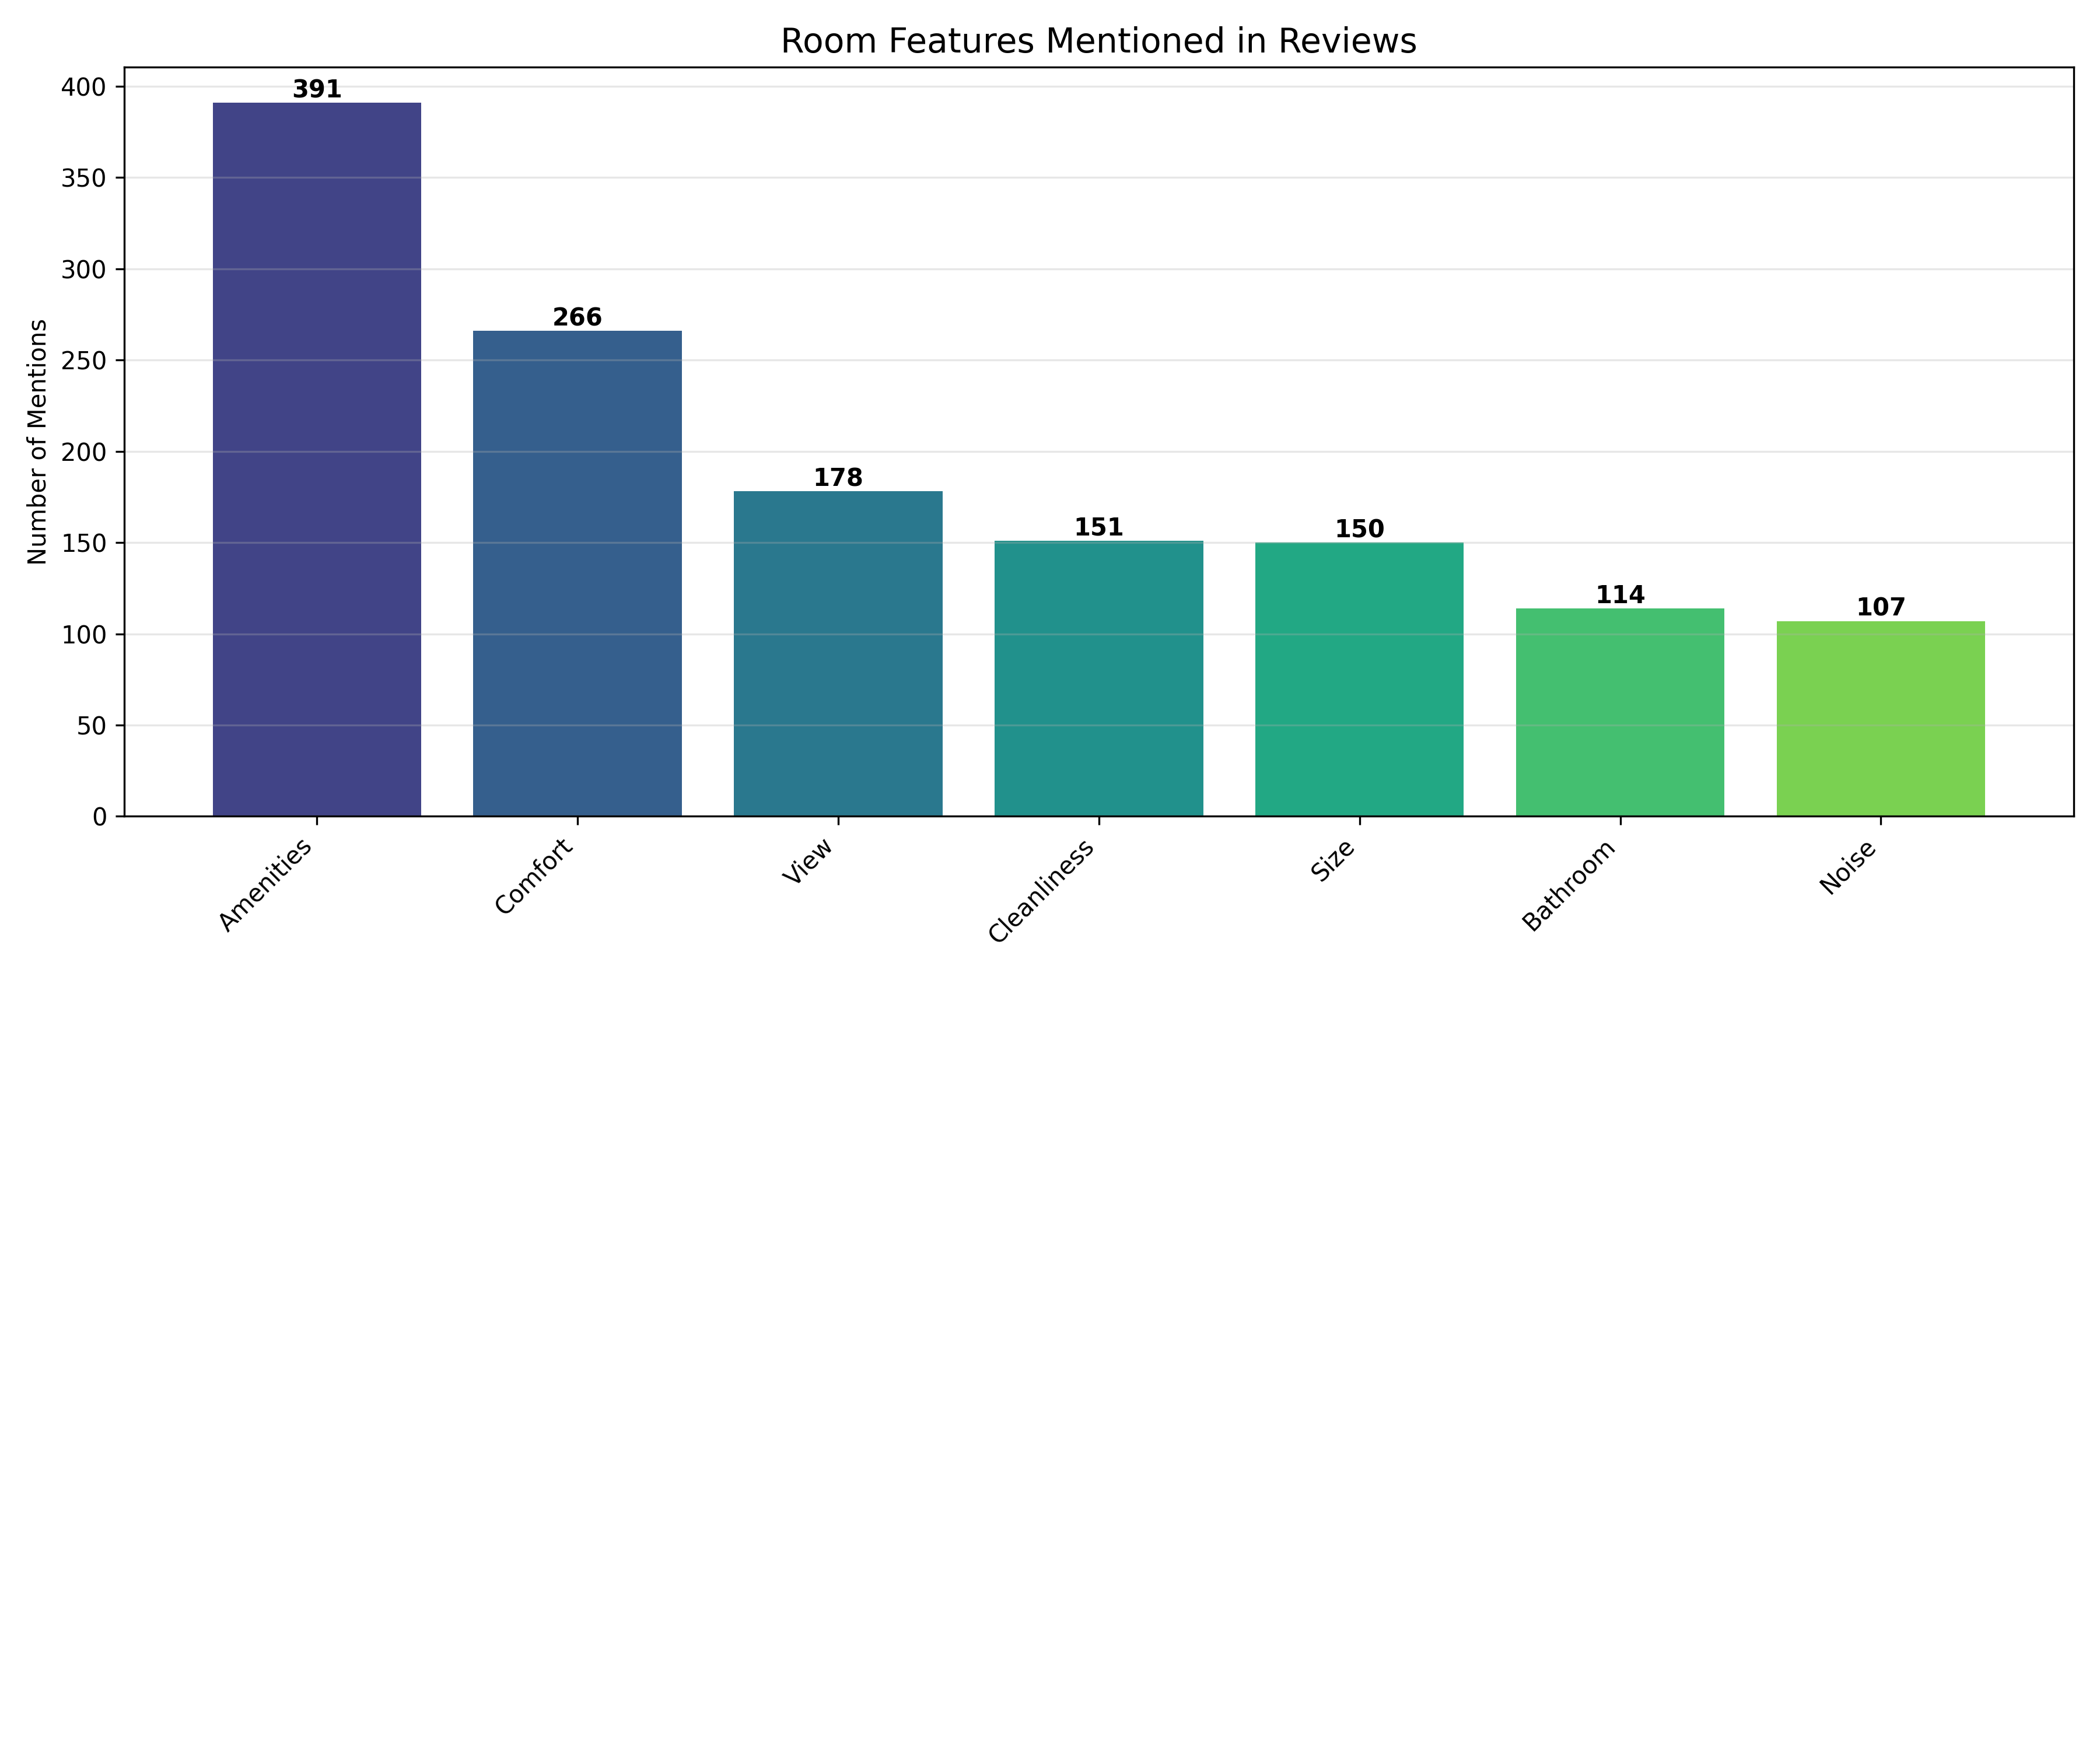 Room Features Mentioned in Reviews
Number of Mentions
400
350
300
250
200
150
100
50
0
391
266
178
151
150
114
107
Amenities
Comfort
View
Cleanliness
Size
Bathroom
Noise